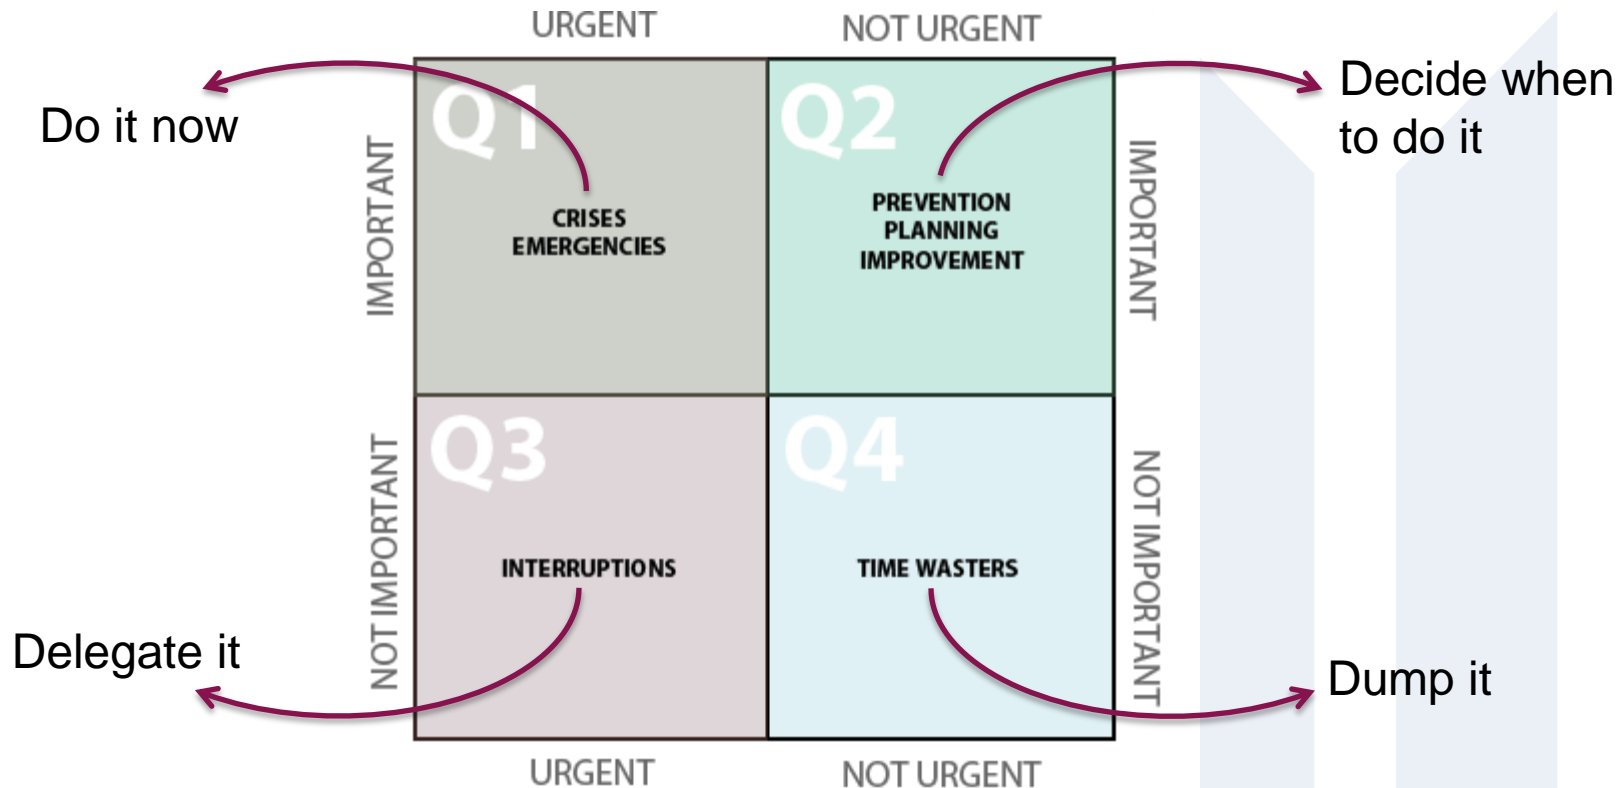 URGENT
NOT URGENT
Do it now
Decide when
to do it
Q1
Q2
IMPORTANT
IMPORTANT
CRISES
EMERGENCIES
PREVENTION
PLANNING
IMPROVEMENT
Q3
Q4
NOT IMPORTANT
NOT IMPORTANT
INTERRUPTIONS
TIME WASTERS
Delegate it
Dump it
URGENT
NOT URGENT